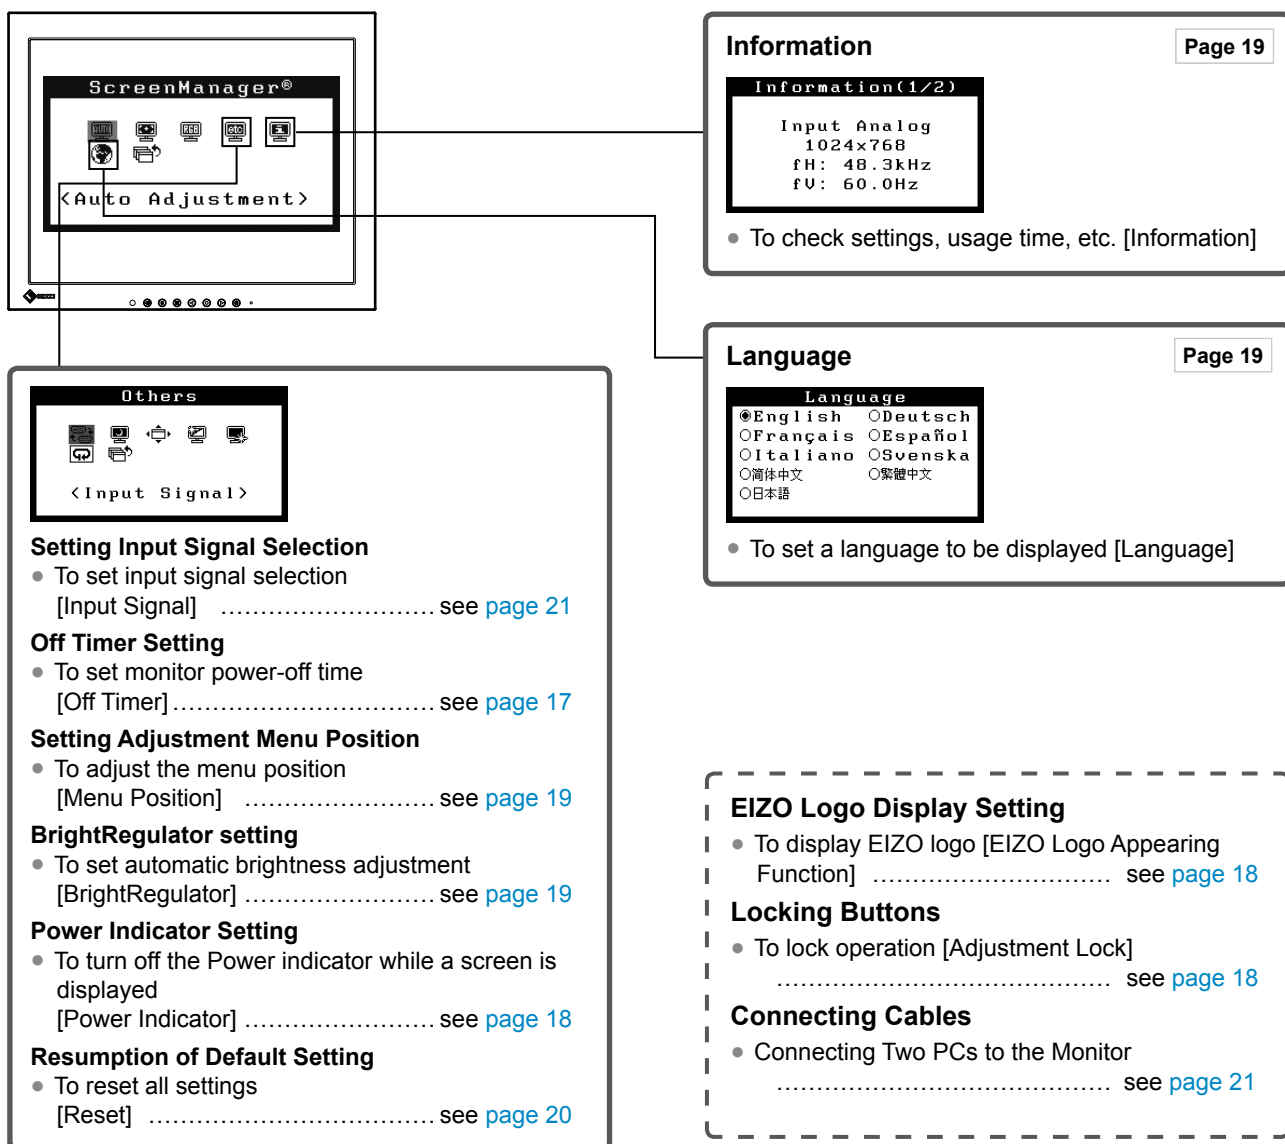 ScreenManager®
AUTO RGB etc i
<Auto Adjustment>
EIZO
Others
<Input Signal>
Setting Input Signal Selection
• To set input signal selection
[Input Signal] ........................... see page 21
Off Timer Setting
• To set monitor power-off time
[Off Timer] ................................. see page 17
Setting Adjustment Menu Position
• To adjust the menu position
[Menu Position] ........................ see page 19
BrightRegulator setting
• To set automatic brightness adjustment
[BrightRegulator] ........................ see page 19
Power Indicator Setting
• To turn off the Power indicator while a screen is
displayed
[Power Indicator] ........................ see page 18
Resumption of Default Setting
• To reset all settings
[Reset] .................................... see page 20
Information
Page 19
Information(1/2)
Input Analog
1024×768
fH: 48.3kHz
fV: 60.0Hz
• To check settings, usage time, etc. [Information]
Language
Page 19
Language
English Deutsch
Français Español
Italiano Svenska
简体中文 繁體中文
日本語
• To set a language to be displayed [Language]
EIZO Logo Display Setting
• To display EIZO logo [EIZO Logo Appearing
Function] .............................. see page 18
Locking Buttons
• To lock operation [Adjustment Lock]
.......................................... see page 18
Connecting Cables
• Connecting Two PCs to the Monitor
.......................................... see page 21